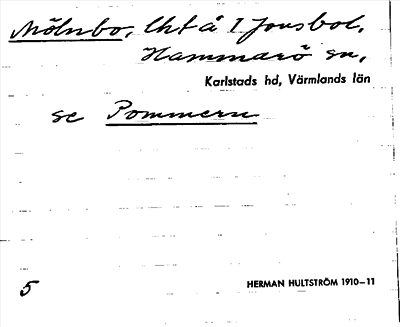 Mölnbo, lht å 1 Jonsbol,
Hammarö sn,
Karlstads hd, Värmlands län
se Pommern
5
HERMAN HULTSTRÖM 1910–11